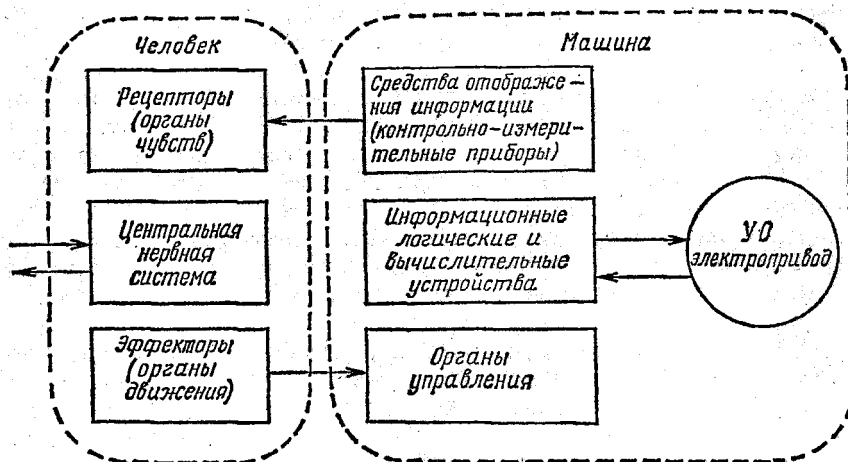 Человек
Рецепторы
(органы
чувств)
Центральная
нервная
система
Эффекторы
(органы
движения)
Машина
Средства отображе-
ния информации
(контрольно-измери-
тельные приборы)
Информационные
логические и
вычислительные
устройства
УО
электропривод
Органы
управления